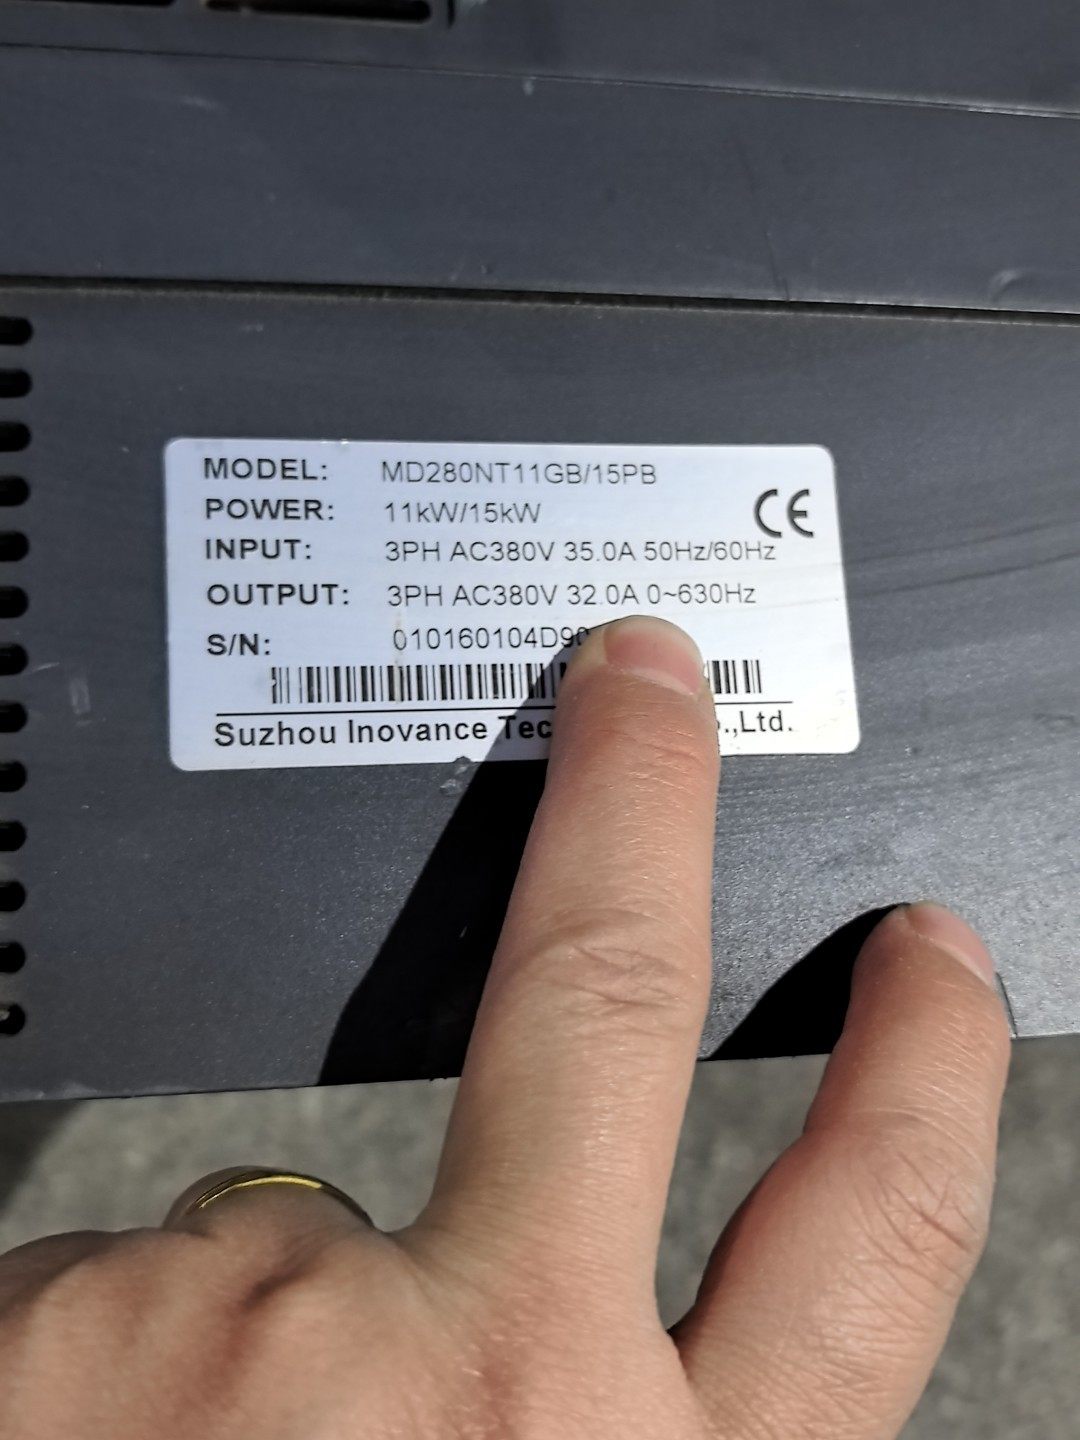 MODEL: MD280NT11GB/15PB
POWER: 11kW/15kW
INPUT: 3PH AC380V 35.0A 50Hz/60Hz
OUTPUT: 3PH AC380V 32.0A 0~630Hz
S/N: 010160104D90
Suzhou Inovance Tec .,Ltd.
CE